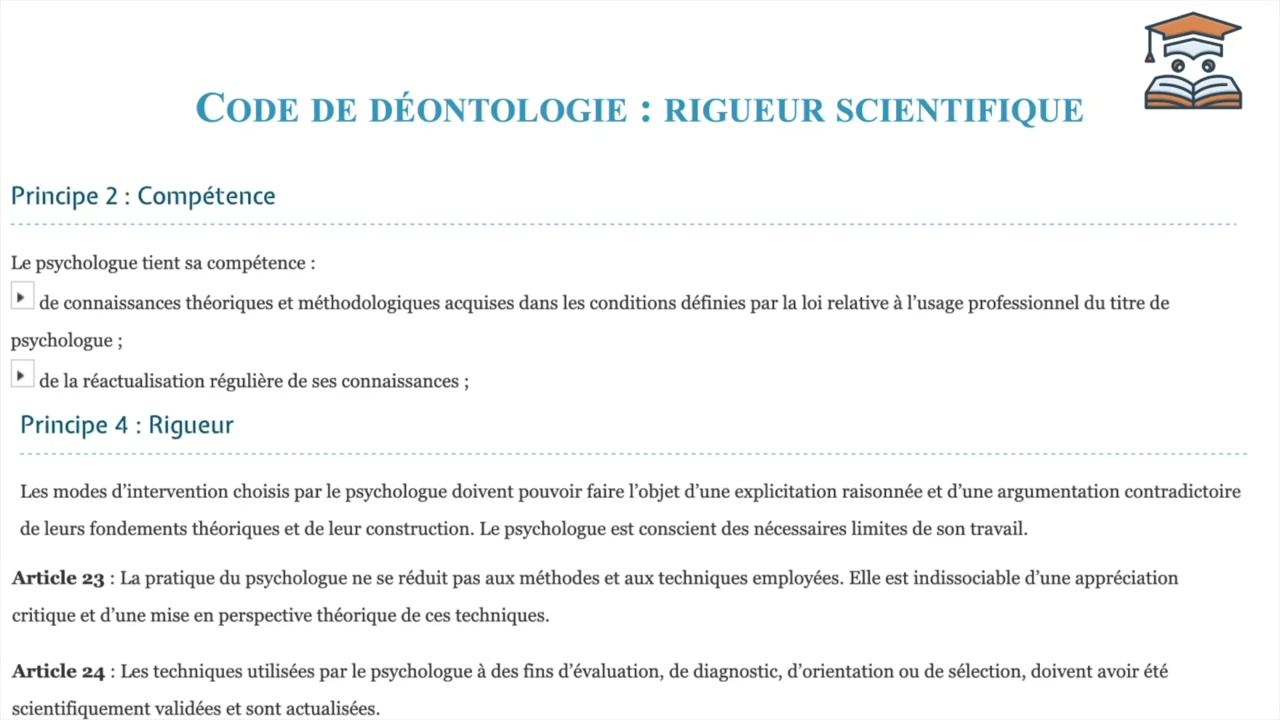 CODE DE DÉONTOLOGIE : RIGUEUR SCIENTIFIQUE
Principe 2 : Compétence
Le psychologue tient sa compétence :
de connaissances théoriques et méthodologiques acquises dans les conditions définies par la loi relative à l’usage professionnel du titre de
psychologue ;
de la réactualisation régulière de ses connaissances ;
Principe 4 : Rigueur
Les modes d’intervention choisis par le psychologue doivent pouvoir faire l’objet d’une explicitation raisonnée et d’une argumentation contradictoire
de leurs fondements théoriques et de leur construction. Le psychologue est conscient des nécessaires limites de son travail.
Article 23 : La pratique du psychologue ne se réduit pas aux méthodes et aux techniques employées. Elle est indissociable d’une appréciation
critique et d’une mise en perspective théorique de ces techniques.
Article 24 : Les techniques utilisées par le psychologue à des fins d’évaluation, de diagnostic, d’orientation ou de sélection, doivent avoir été
scientifiquement validées et sont actualisées.